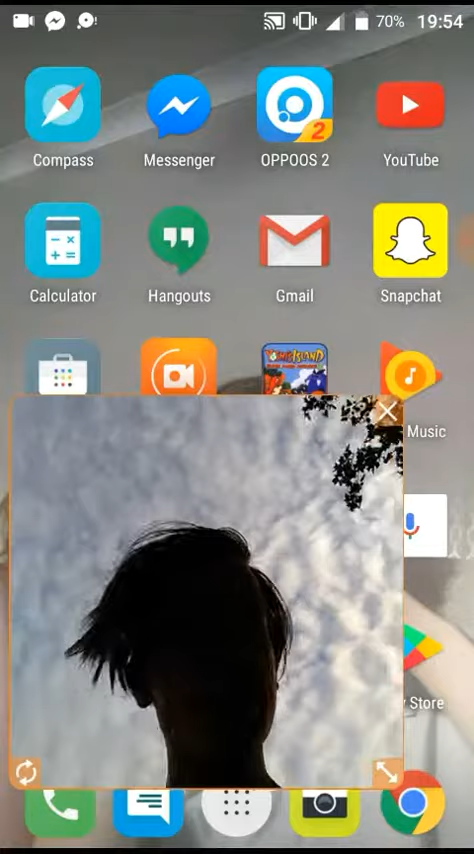 70% 19:54
Compass Messenger OPPOOS 2 YouTube
2
Calculator Hangouts Gmail Snapchat
Music
Store